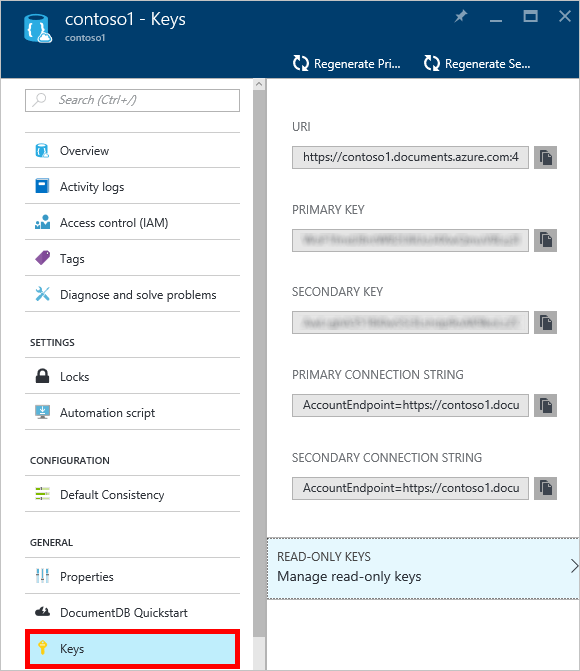 contoso1 - Keys
contoso1
Regenerate Pri...
Regenerate Se...
Search (Ctrl+/)
Overview
Activity logs
Access control (IAM)
Tags
Diagnose and solve problems
SETTINGS
Locks
Automation script
CONFIGURATION
Default Consistency
GENERAL
Properties
DocumentDB Quickstart
Keys
URI
https://contoso1.documents.azure.com:4
PRIMARY KEY
SECONDARY KEY
PRIMARY CONNECTION STRING
AccountEndpoint=https://contoso1.docu
SECONDARY CONNECTION STRING
AccountEndpoint=https://contoso1.docu
READ-ONLY KEYS
Manage read-only keys